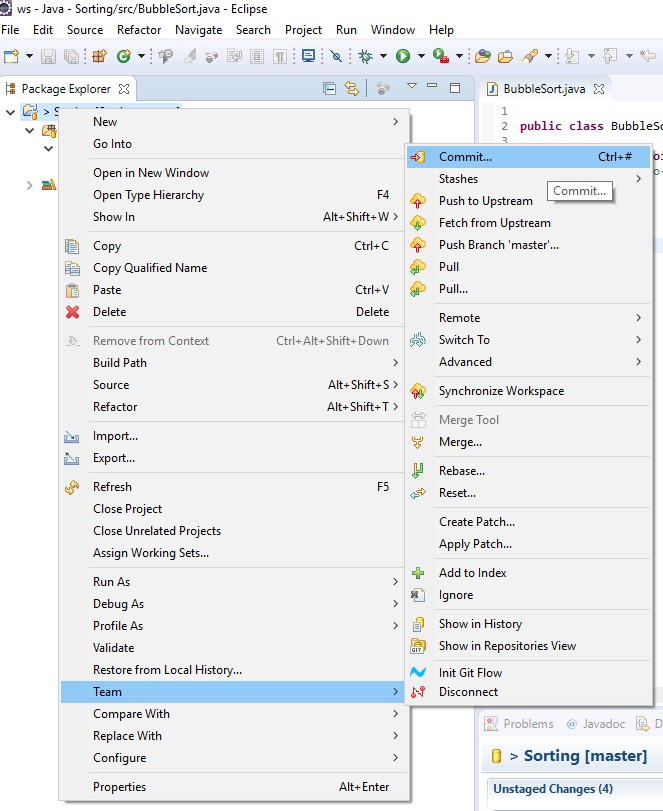 ws - Java - Sorting/src/BubbleSort.java - Eclipse
File Edit Source Refactor Navigate Search Project Run Window Help
Package Explorer
BubbleSort.java
1
2 public class BubbleSo
3
New
Go Into
Open in New Window
Open Type Hierarchy F4
Show In Alt+Shift+W
Copy Ctrl+C
Copy Qualified Name
Paste Ctrl+V
Delete Delete
Remove from Context Ctrl+Alt+Shift+Down
Build Path
Source Alt+Shift+S
Refactor Alt+Shift+T
Import...
Export...
Refresh F5
Close Project
Close Unrelated Projects
Assign Working Sets...
Run As
Debug As
Profile As
Validate
Restore from Local History...
Team
Compare With
Replace With
Configure
Properties Alt+Enter
Commit... Ctrl+#
Stashes
Commit...
Push to Upstream
Fetch from Upstream
Push Branch 'master'...
Pull
Pull...
Remote
Switch To
Advanced
Synchronize Workspace
Merge Tool
Merge...
Rebase...
Reset...
Create Patch...
Apply Patch...
Add to Index
Ignore
Show in History
GIT Show in Repositories View
Init Git Flow
Disconnect
Problems @ Javadoc D
> Sorting [master]
Unstaged Changes (4)